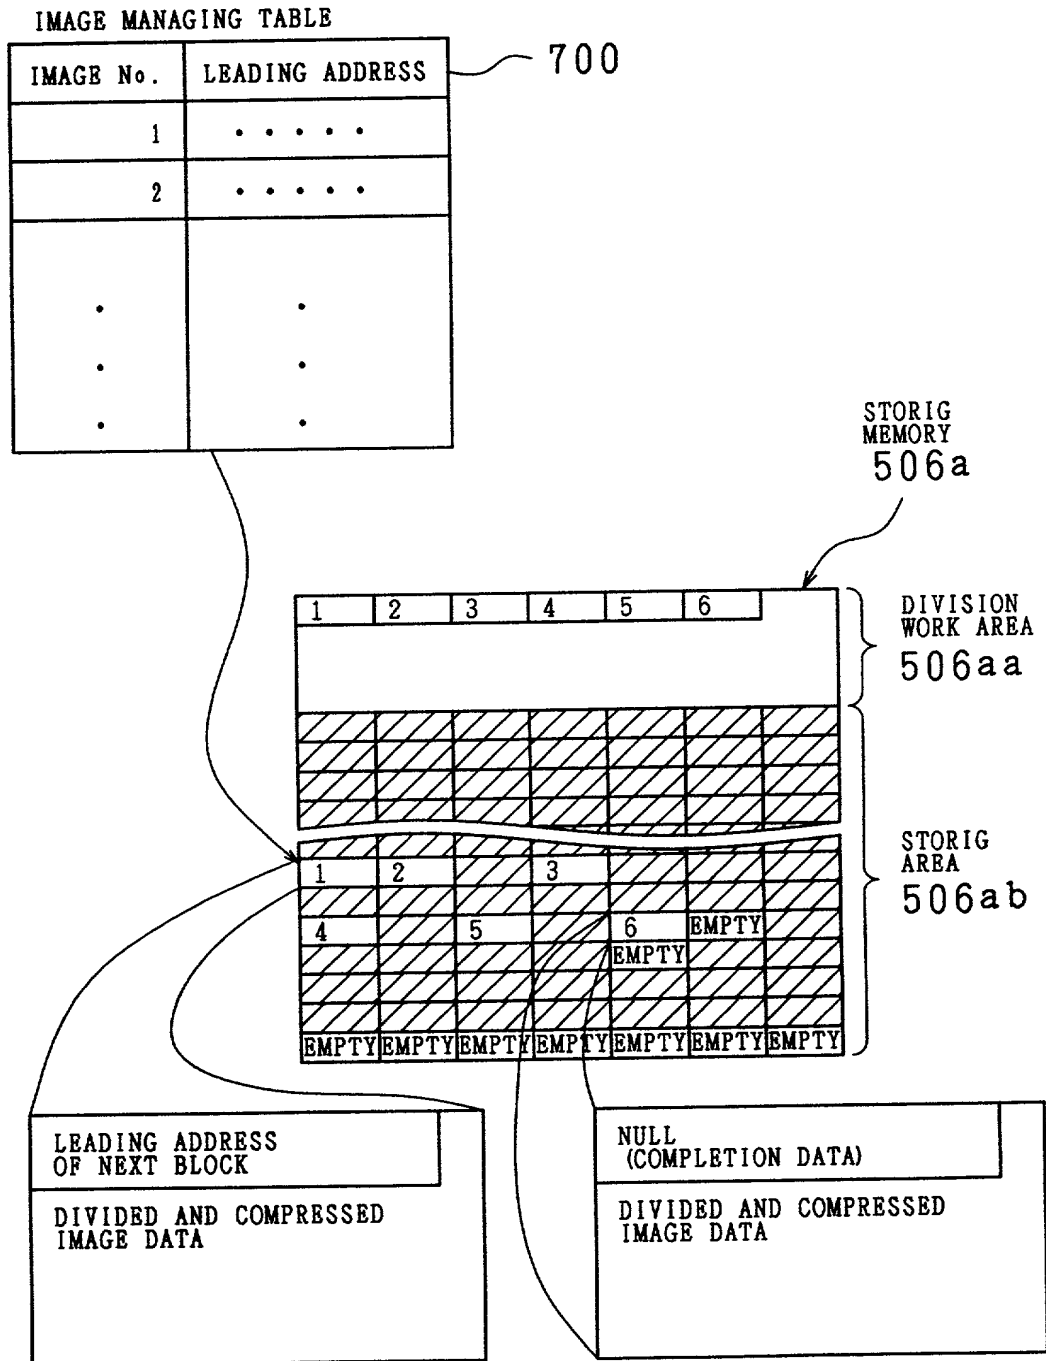 IMAGE MANAGING TABLE
IMAGE No. LEADING ADDRESS
700
1 • • • • •
2 • • • • •
• •
• •
• •
STORIG
MEMORY
506a
1 2 3 4 5 6
DIVISION
WORK AREA
506aa
1 2 3
4 5 6 EMPTY
EMPTY
EMPTY EMPTY EMPTY EMPTY EMPTY EMPTY EMPTY
STORIG
AREA
506ab
LEADING ADDRESS
OF NEXT BLOCK
DIVIDED AND COMPRESSED
IMAGE DATA
NULL
(COMPLETION DATA)
DIVIDED AND COMPRESSED
IMAGE DATA